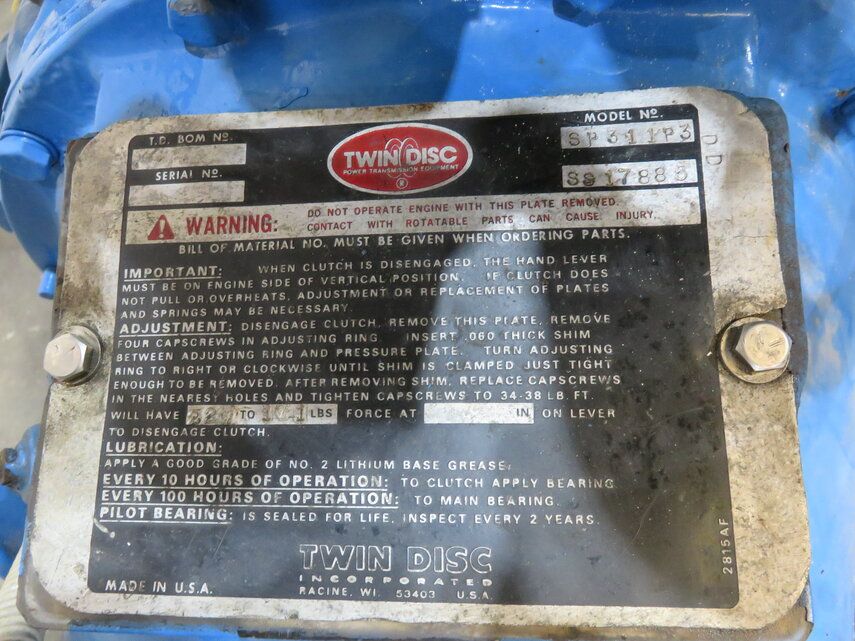 T.D. BOM Nº.
SERIAL Nº.
TWIN DISC
POWER TRANSMISSION EQUIPMENT
®
MODEL Nº
SP311P3
DD
WARNING: DO NOT OPERATE ENGINE WITH THIS PLATE REMOVED.
CONTACT WITH ROTATABLE PARTS CAN CAUSE INJURY.
BILL OF MATERIAL NO. MUST BE GIVEN WHEN ORDERING PARTS.
IMPORTANT: WHEN CLUTCH IS DISENGAGED, THE HAND LEVER
MUST BE ON ENGINE SIDE OF VERTICAL POSITION. IF CLUTCH DOES
NOT PULL OR OVERHEATS, ADJUSTMENT OR REPLACEMENT OF PLATES
AND SPRINGS MAY BE NECESSARY.
ADJUSTMENT: DISENGAGE CLUTCH, REMOVE THIS PLATE, REMOVE
FOUR CAPSCREWS IN ADJUSTING RING. INSERT .060 THICK SHIM
BETWEEN ADJUSTING RING AND PRESSURE PLATE. TURN ADJUSTING
RING TO RIGHT OR CLOCKWISE UNTIL SHIM IS CLAMPED JUST TIGHT
ENOUGH TO BE REMOVED. AFTER REMOVING SHIM, REPLACE CAPSCREWS
IN THE NEAREST HOLES AND TIGHTEN CAPSCREWS TO 34-38 LB. FT.
WILL HAVE TO LBS FORCE AT IN ON LEVER
TO DISENGAGE CLUTCH.
LUBRICATION:
APPLY A GOOD GRADE OF NO. 2 LITHIUM BASE GREASE:
EVERY 10 HOURS OF OPERATION: TO CLUTCH APPLY BEARING.
EVERY 100 HOURS OF OPERATION: TO MAIN BEARING.
PILOT BEARING: IS SEALED FOR LIFE. INSPECT EVERY 2 YEARS.
TWIN DISC
INCORPORATED
RACINE, WI. 53403 U.S.A.
MADE IN U.S.A.
2815AF